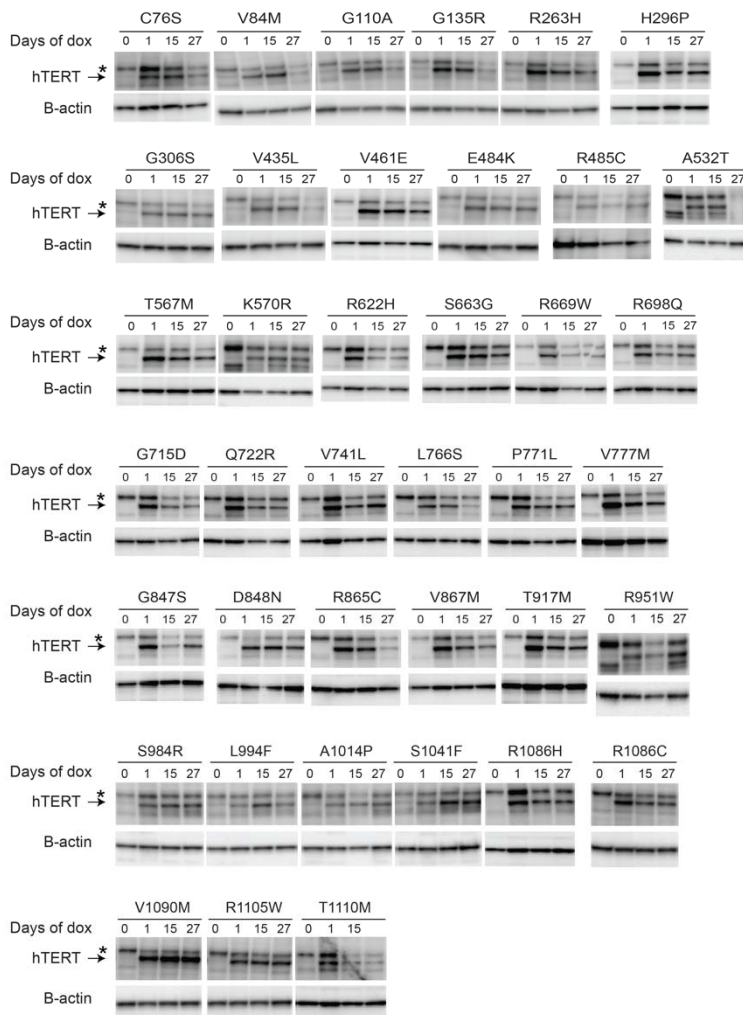 C76S V84M G110A G135R R263H H296P
Days of dox 0 1 15 27 0 1 15 27 0 1 15 27 0 1 15 27 0 1 15 27 0 1 15 27
*
hTERT →
B-actin
G306S V435L V461E E484K R485C A532T
Days of dox 0 1 15 27 0 1 15 27 0 1 15 27 0 1 15 27 0 1 15 27 0 1 15 27
*
hTERT →
B-actin
T567M K570R R622H S663G R669W R698Q
Days of dox 0 1 15 27 0 1 15 27 0 1 15 27 0 1 15 27 0 1 15 27 0 1 15 27
*
hTERT →
B-actin
G715D Q722R V741L L766S P771L V777M
Days of dox 0 1 15 27 0 1 15 27 0 1 15 27 0 1 15 27 0 1 15 27 0 1 15 27
*
hTERT →
B-actin
G847S D848N R865C V867M T917M R951W
Days of dox 0 1 15 27 0 1 15 27 0 1 15 27 0 1 15 27 0 1 15 27 0 1 15 27
*
hTERT →
B-actin
S984R L994F A1014P S1041F R1086H R1086C
Days of dox 0 1 15 27 0 1 15 27 0 1 15 27 0 1 15 27 0 1 15 27 0 1 15 27
*
hTERT →
B-actin
V1090M R1105W T1110M
Days of dox 0 1 15 27 0 1 15 27 0 1 15
*
hTERT →
B-actin